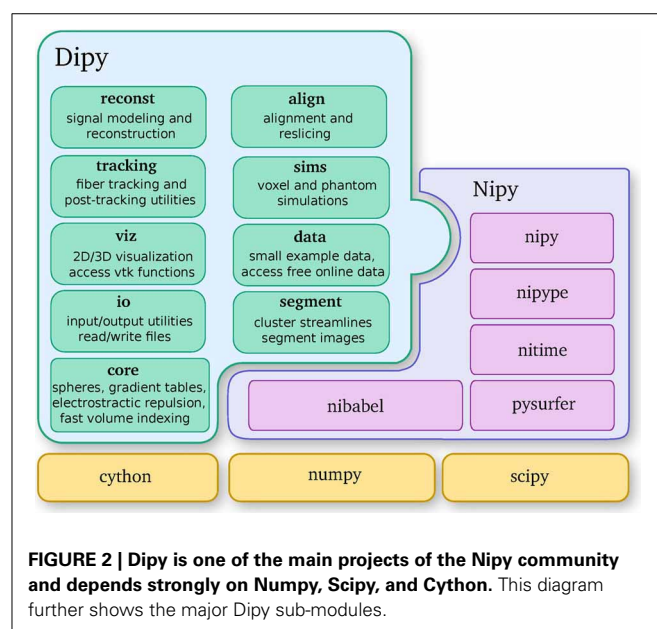 Dipy
reconst
signal modeling and
reconstruction
align
alignment and
reslicing
tracking
fiber tracking and
post-tracking utilities
sims
voxel and phantom
simulations
viz
2D/3D visualization
access vtk functions
data
small example data,
access free online data
io
input/output utilities
read/write files
segment
cluster streamlines
segment images
core
spheres, gradient tables,
electrostractic repulsion,
fast volume indexing
Nipy
nipy
nipype
nitime
nibabel
pysurfer
cython
numpy
scipy
FIGURE 2 | Dipy is one of the main projects of the Nipy community
and depends strongly on Numpy, Scipy, and Cython. This diagram
further shows the major Dipy sub-modules.